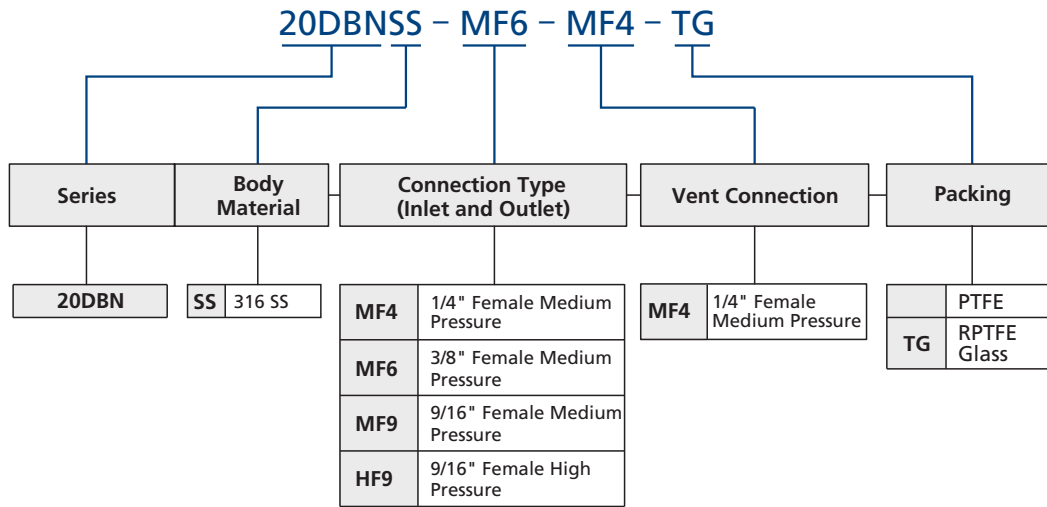 20DBNSS – MF6 – MF4 – TG
Series
Body
Material
Connection Type
(Inlet and Outlet)
Vent Connection
Packing
20DBN
SS 316 SS
MF4 1/4" Female Medium
Pressure
MF6 3/8" Female Medium
Pressure
MF9 9/16" Female Medium
Pressure
HF9 9/16" Female High
Pressure
MF4 1/4" Female
Medium Pressure
PTFE
TG RPTFE
Glass